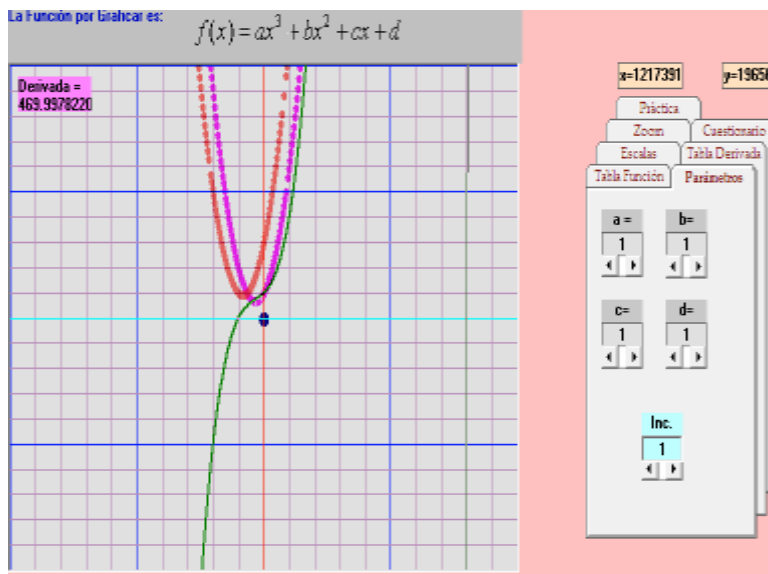 La Función por Graficar es:
f(x) = ax³ + bx² + cx + d
Derivada =
469.9978220
x=1217391
y=1965
Práctica
Zoom
Cuestionario
Escalas
Tabla Derivada
Tabla Función
Parámetros
a =
b=
1
1
c=
d=
1
1
Inc.
1